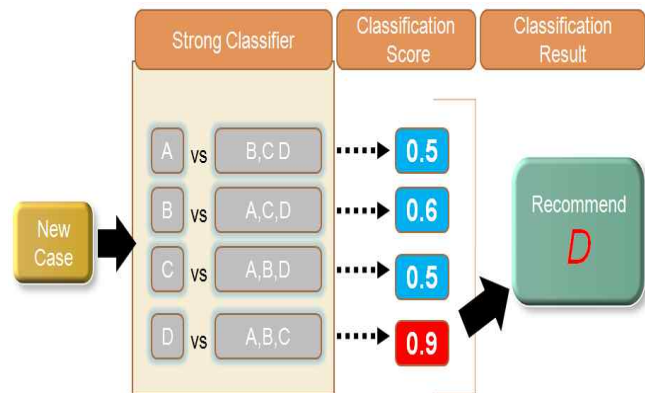 Strong Classifier
Classification
Score
Classification
Result
A vs B,C D 0.5
B vs A,C,D 0.6
New
Case
Recommend
D
C vs A,B,D 0.5
D vs A,B,C 0.9